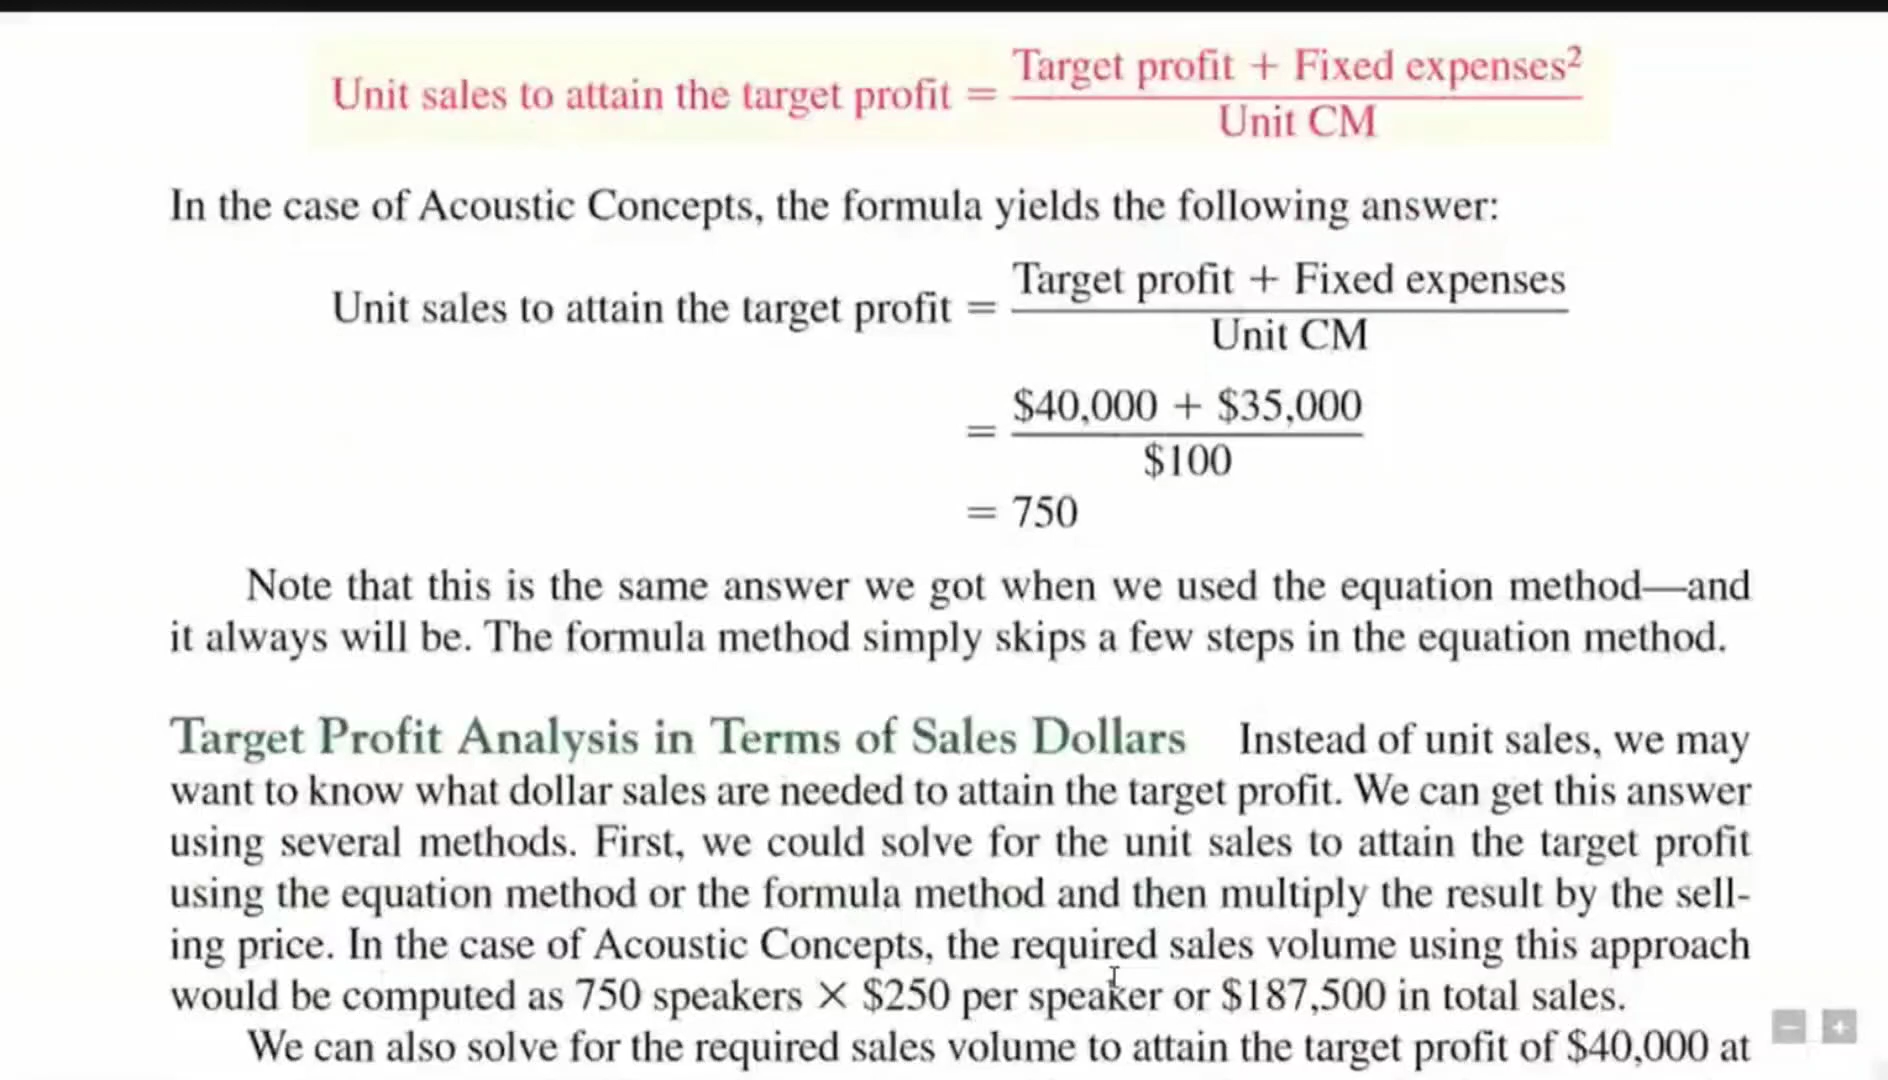 Unit sales to attain the target profit = Target profit + Fixed expenses² / Unit CM
In the case of Acoustic Concepts, the formula yields the following answer:
Unit sales to attain the target profit = Target profit + Fixed expenses / Unit CM
= $40,000 + $35,000 / $100
= 750
Note that this is the same answer we got when we used the equation method—and
it always will be. The formula method simply skips a few steps in the equation method.
Target Profit Analysis in Terms of Sales Dollars Instead of unit sales, we may
want to know what dollar sales are needed to attain the target profit. We can get this answer
using several methods. First, we could solve for the unit sales to attain the target profit
using the equation method or the formula method and then multiply the result by the sell-
ing price. In the case of Acoustic Concepts, the required sales volume using this approach
would be computed as 750 speakers × $250 per speaker or $187,500 in total sales.
We can also solve for the required sales volume to attain the target profit of $40,000 at